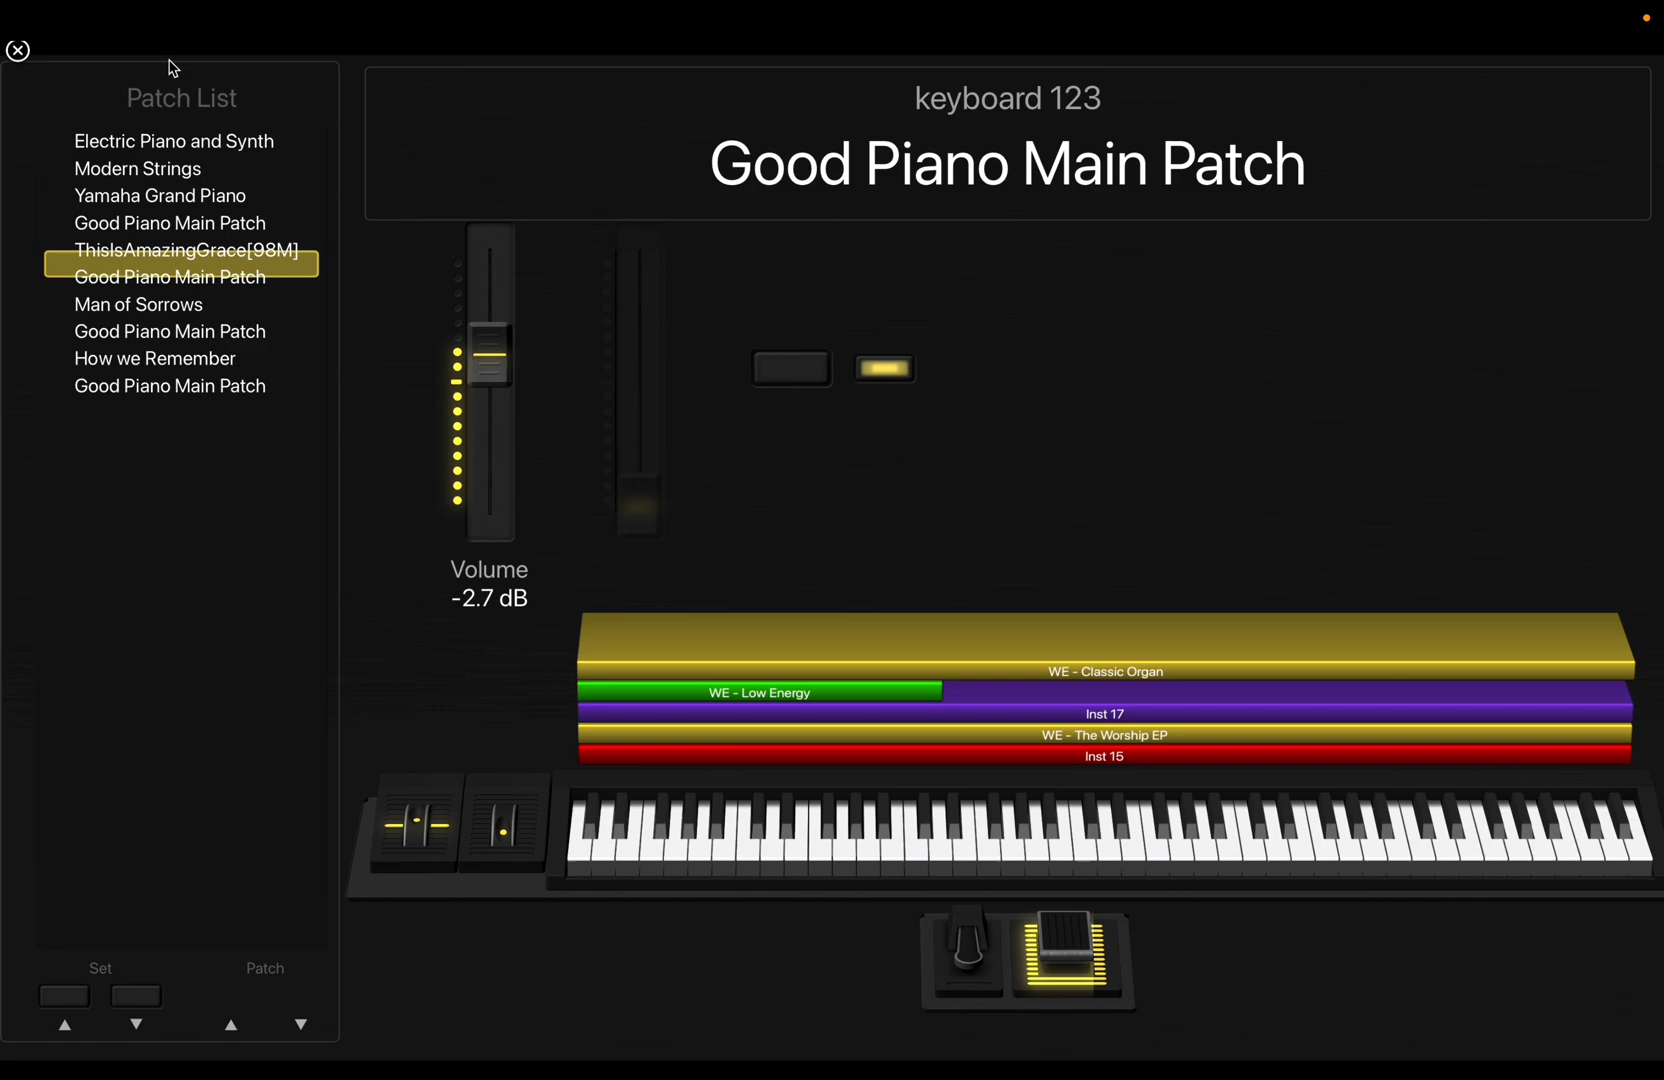 Patch List
Electric Piano and Synth
Modern Strings
Yamaha Grand Piano
Good Piano Main Patch
ThisIsAmazingGrace[98M]
Good Piano Main Patch
Man of Sorrows
Good Piano Main Patch
How we Remember
Good Piano Main Patch
Set
Patch
keyboard 123
Good Piano Main Patch
Volume
-2.7 dB
WE - Classic Organ
WE - Low Energy
Inst 17
WE - The Worship EP
Inst 15